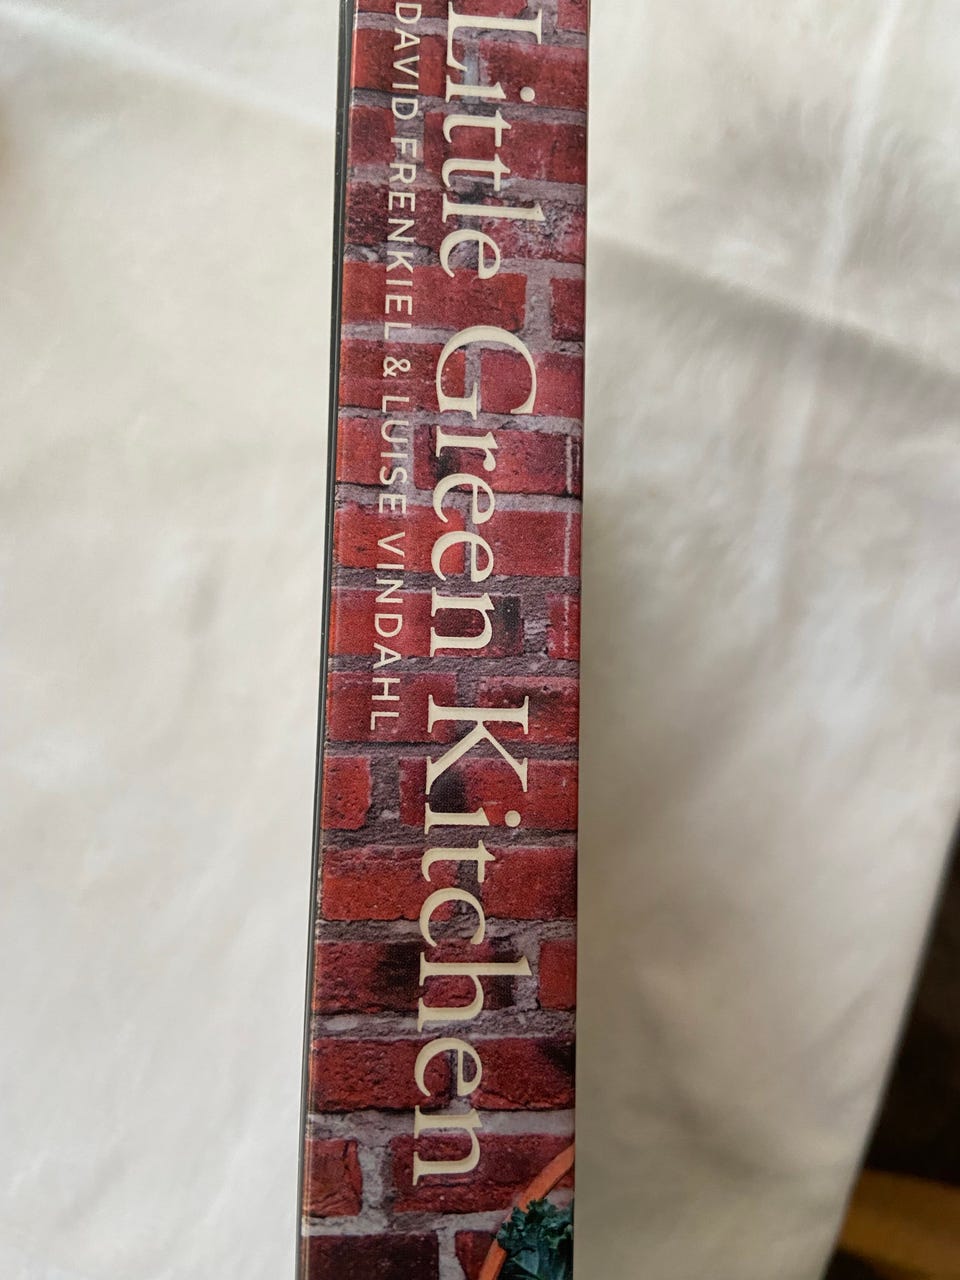 Little Green Kitchen
DAVID FRENKIEL & LUISE VINDAHL